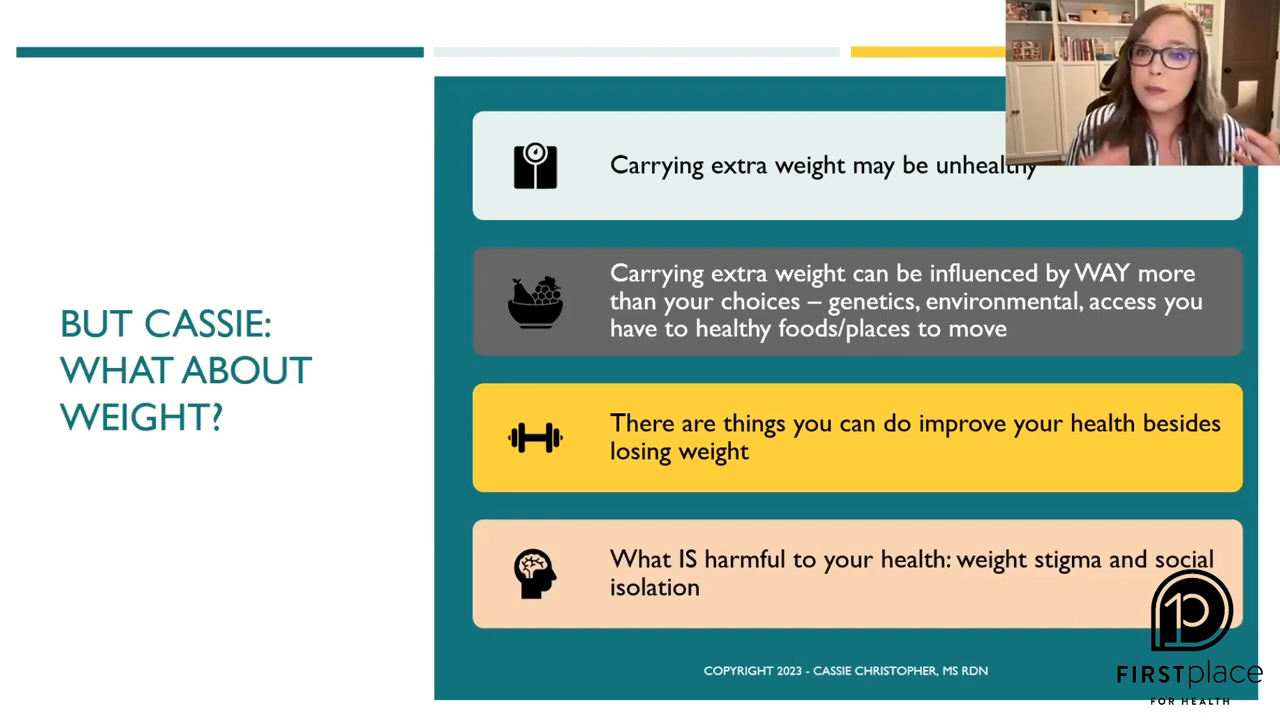 BUT CASSIE:
WHAT ABOUT
WEIGHT?
Carrying extra weight may be unhealthy
Carrying extra weight can be influenced by WAY more
than your choices – genetics, environmental, access you
have to healthy foods/places to move
There are things you can do improve your health besides
losing weight
What IS harmful to your health: weight stigma and social
isolation
COPYRIGHT 2023 - CASSIE CHRISTOPHER, MS RDN
FIRSTplace
FOR HEALTH